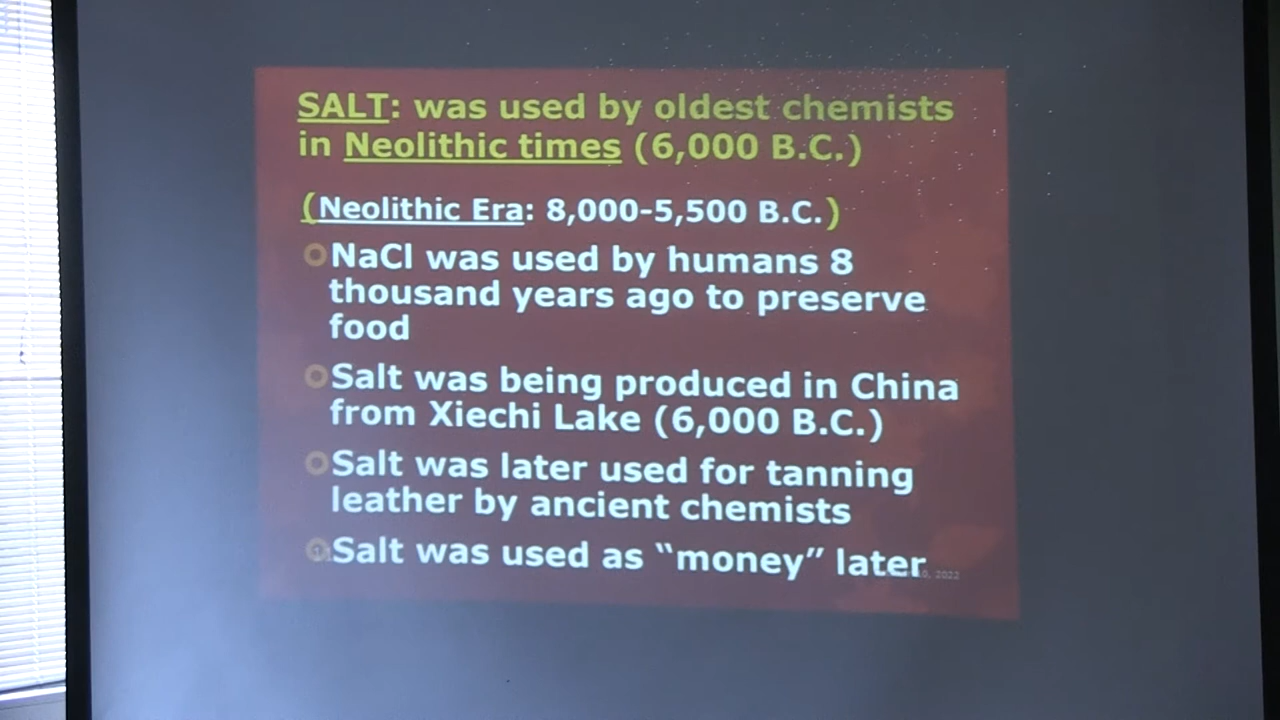 SALT: was used by oldest chemists
in Neolithic times (6,000 B.C.)
(Neolithic Era: 8,000-5,500 B.C.)
NaCl was used by humans 8
thousand years ago to preserve
food
Salt was being produced in China
from Xiechi Lake (6,000 B.C.)
Salt was later used for tanning
leather by ancient chemists
Salt was used as “money” later
2022